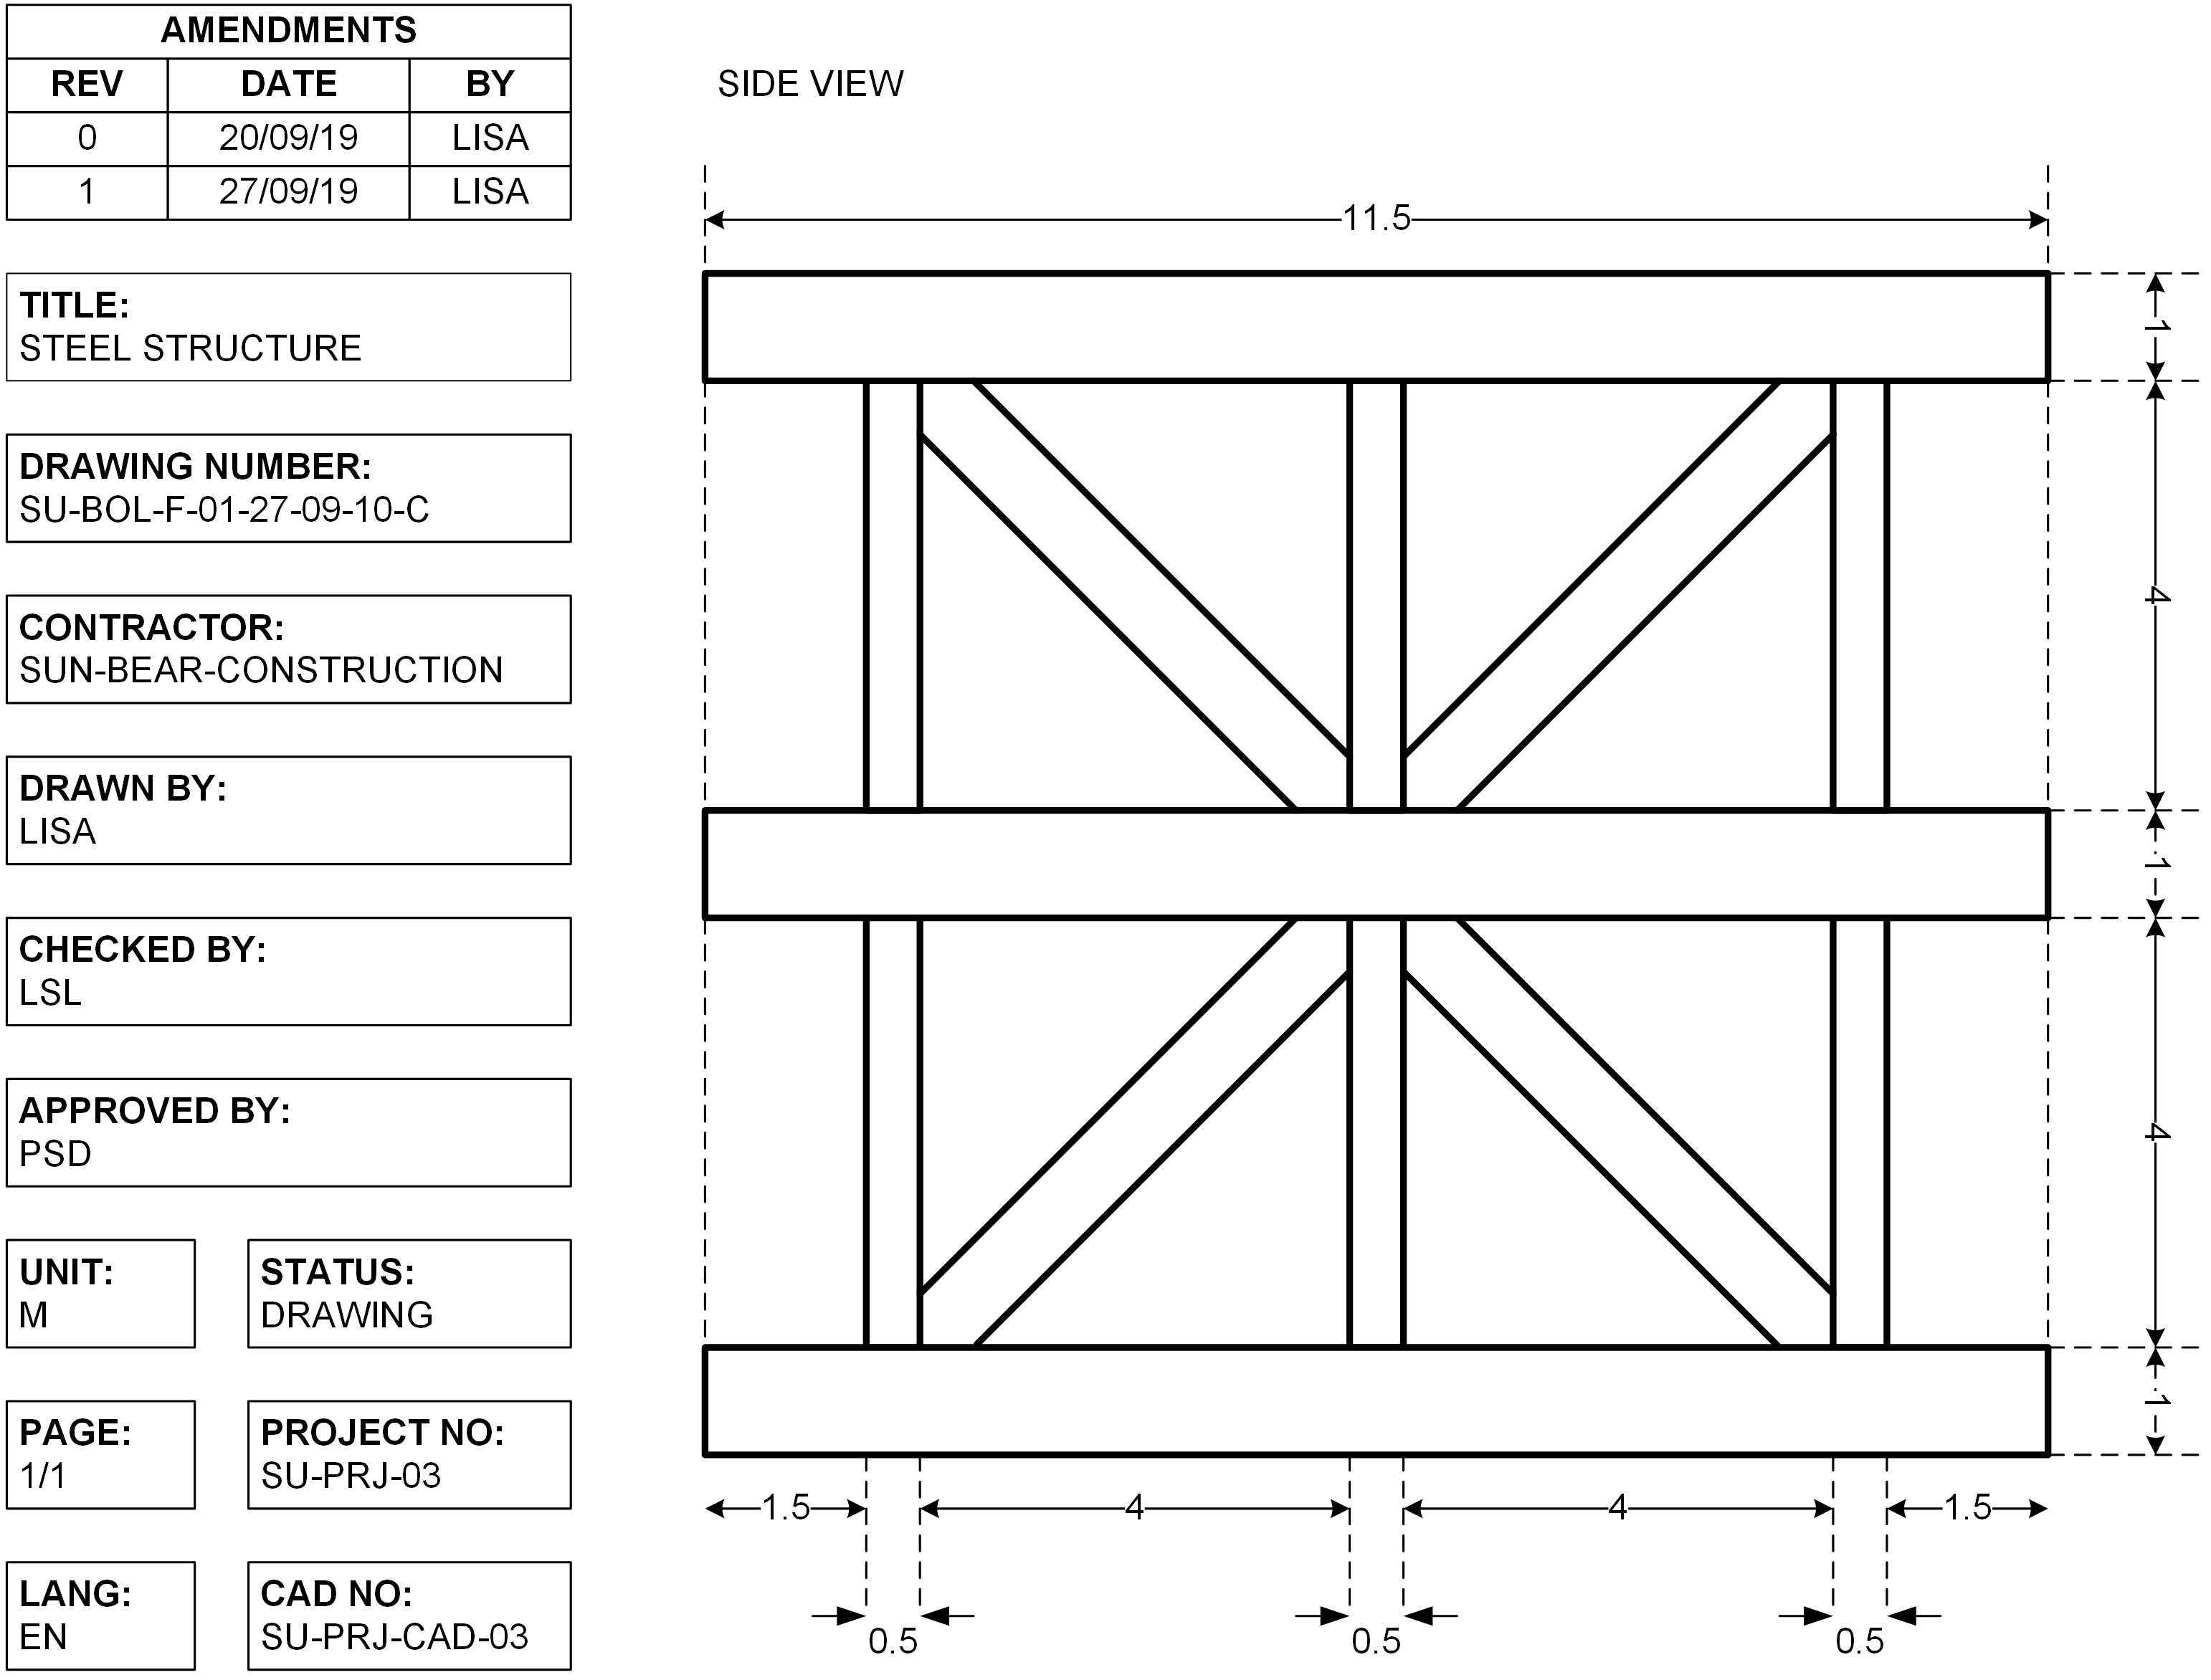 AMENDMENTS
REV DATE BY
0 20/09/19 LISA
1 27/09/19 LISA
TITLE:
STEEL STRUCTURE
DRAWING NUMBER:
SU-BOL-F-01-27-09-10-C
CONTRACTOR:
SUN-BEAR-CONSTRUCTION
DRAWN BY:
LISA
CHECKED BY:
LSL
APPROVED BY:
PSD
UNIT:
M
STATUS:
DRAWING
PAGE:
1/1
PROJECT NO:
SU-PRJ-03
LANG:
EN
CAD NO:
SU-PRJ-CAD-03
SIDE VIEW
11.5
1
4
1
4
1
1.5 4 4 1.5
0.5 0.5 0.5